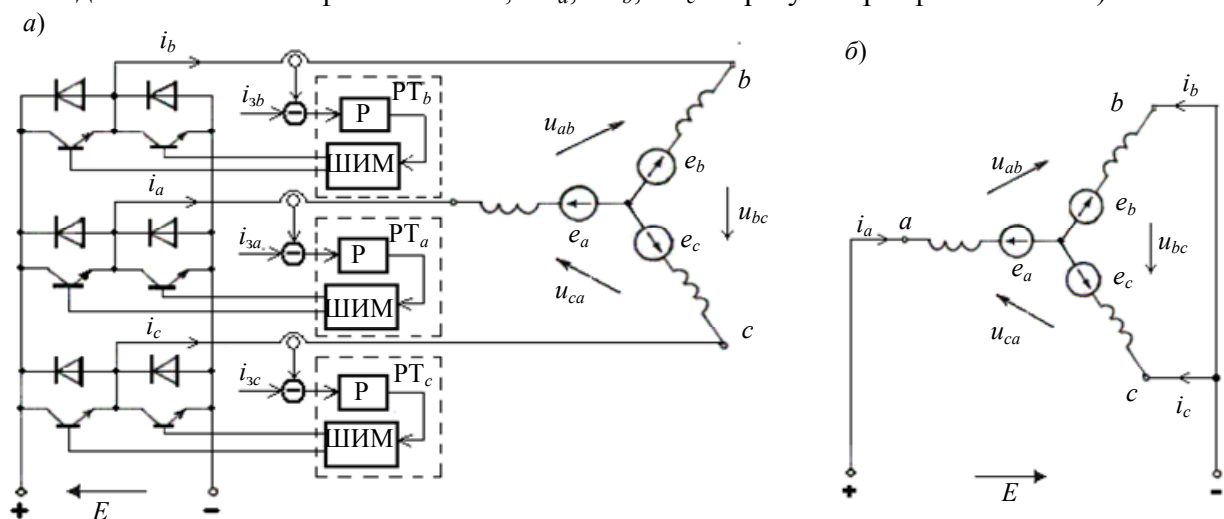 а)
i_b
i_зb
РТ_b
Р
ШИМ
i_a
i_зa
РТ_a
Р
ШИМ
i_c
i_зc
РТ_c
Р
ШИМ
+
E
−
b
u_ab
e_b
e_a
e_c
u_bc
u_ca
c
б)
i_b
b
u_ab
e_b
i_a
a
e_a
e_c
u_bc
u_ca
c
i_c
+
E
-